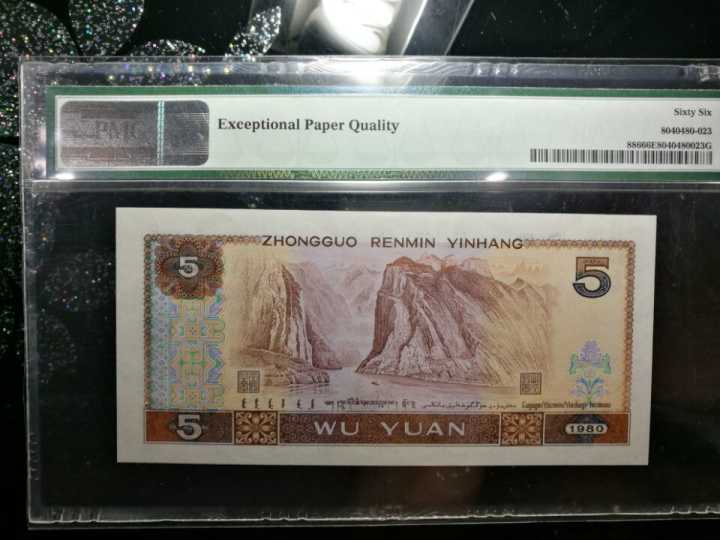 PMG
Exceptional Paper Quality
Sixty Six
8040480-023
88666E8040480023G
ZHONGGUO RENMIN YINHANG
5
5
5
WU YUAN
1980